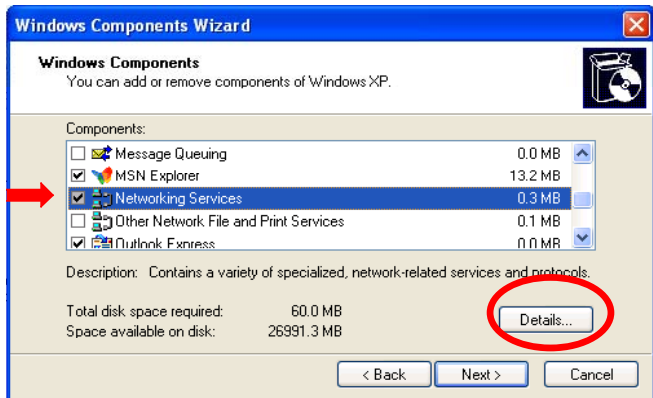 Windows Components Wizard
Windows Components
You can add or remove components of Windows XP.
Components:
Message Queuing 0.0 MB
MSN Explorer 13.2 MB
Networking Services 0.3 MB
Other Network File and Print Services 0.1 MB
Outlook Express 0.0 MB
Description: Contains a variety of specialized, network-related services and protocols.
Total disk space required: 60.0 MB
Space available on disk: 26991.3 MB
Details...
< Back Next > Cancel